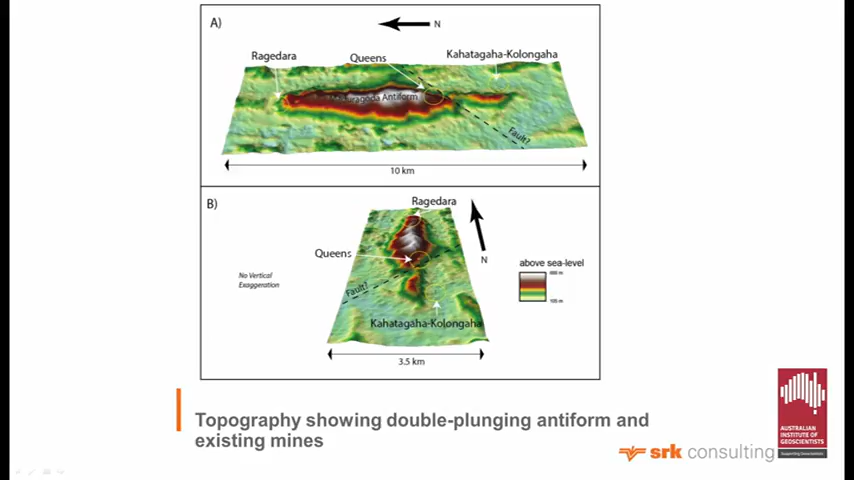 A)
N
Ragedara
Queens
Kahatagaha-Kolongaha
Antiform
Fault?
10 km
B)
Ragedara
Queens
N
above sea-level
No Vertical
Exaggeration
Fault?
Kahatagaha-Kolongaha
3.5 km
Topography showing double-plunging antiform and
existing mines
srk consulting
AUSTRALIAN
INSTITUTE OF
GEOSCIENTISTS